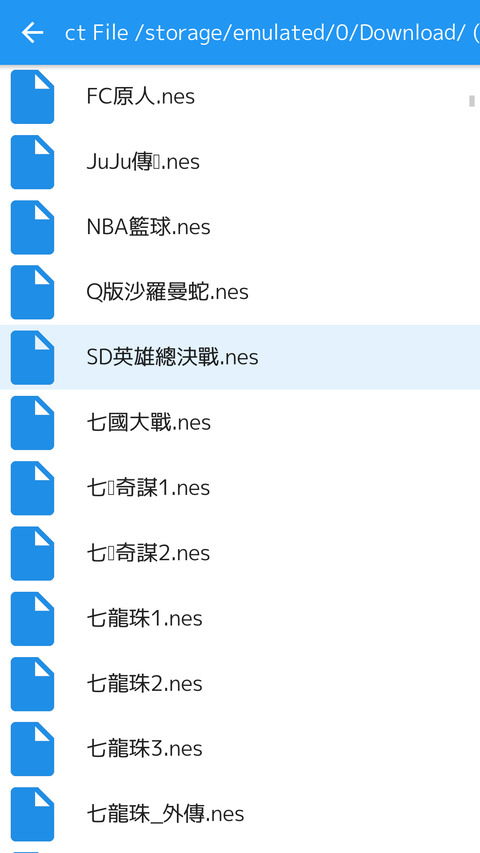 ct File /storage/emulated/0/Download/ (
FC原人.nes
JuJu傳▯.nes
NBA籃球.nes
Q版沙羅曼蛇.nes
SD英雄總決戰.nes
七國大戰.nes
七▯奇謀1.nes
七▯奇謀2.nes
七龍珠1.nes
七龍珠2.nes
七龍珠3.nes
七龍珠_外傳.nes